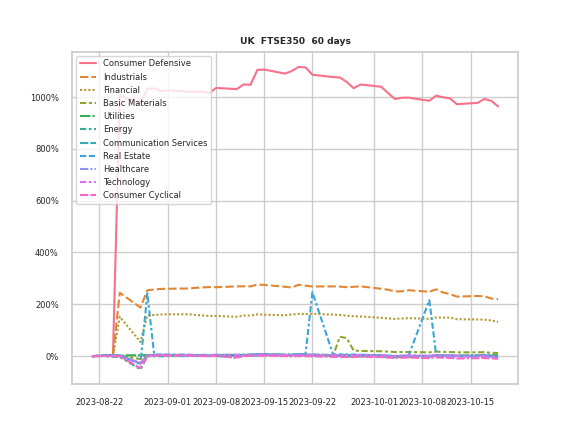 UK FTSE350 60 days
Consumer Defensive
Industrials
Financial
Basic Materials
Utilities
Energy
Communication Services
Real Estate
Healthcare
Technology
Consumer Cyclical
1000%
800%
600%
400%
200%
0%
2023-08-22 2023-09-01 2023-09-08 2023-09-15 2023-09-22 2023-10-01 2023-10-08 2023-10-15